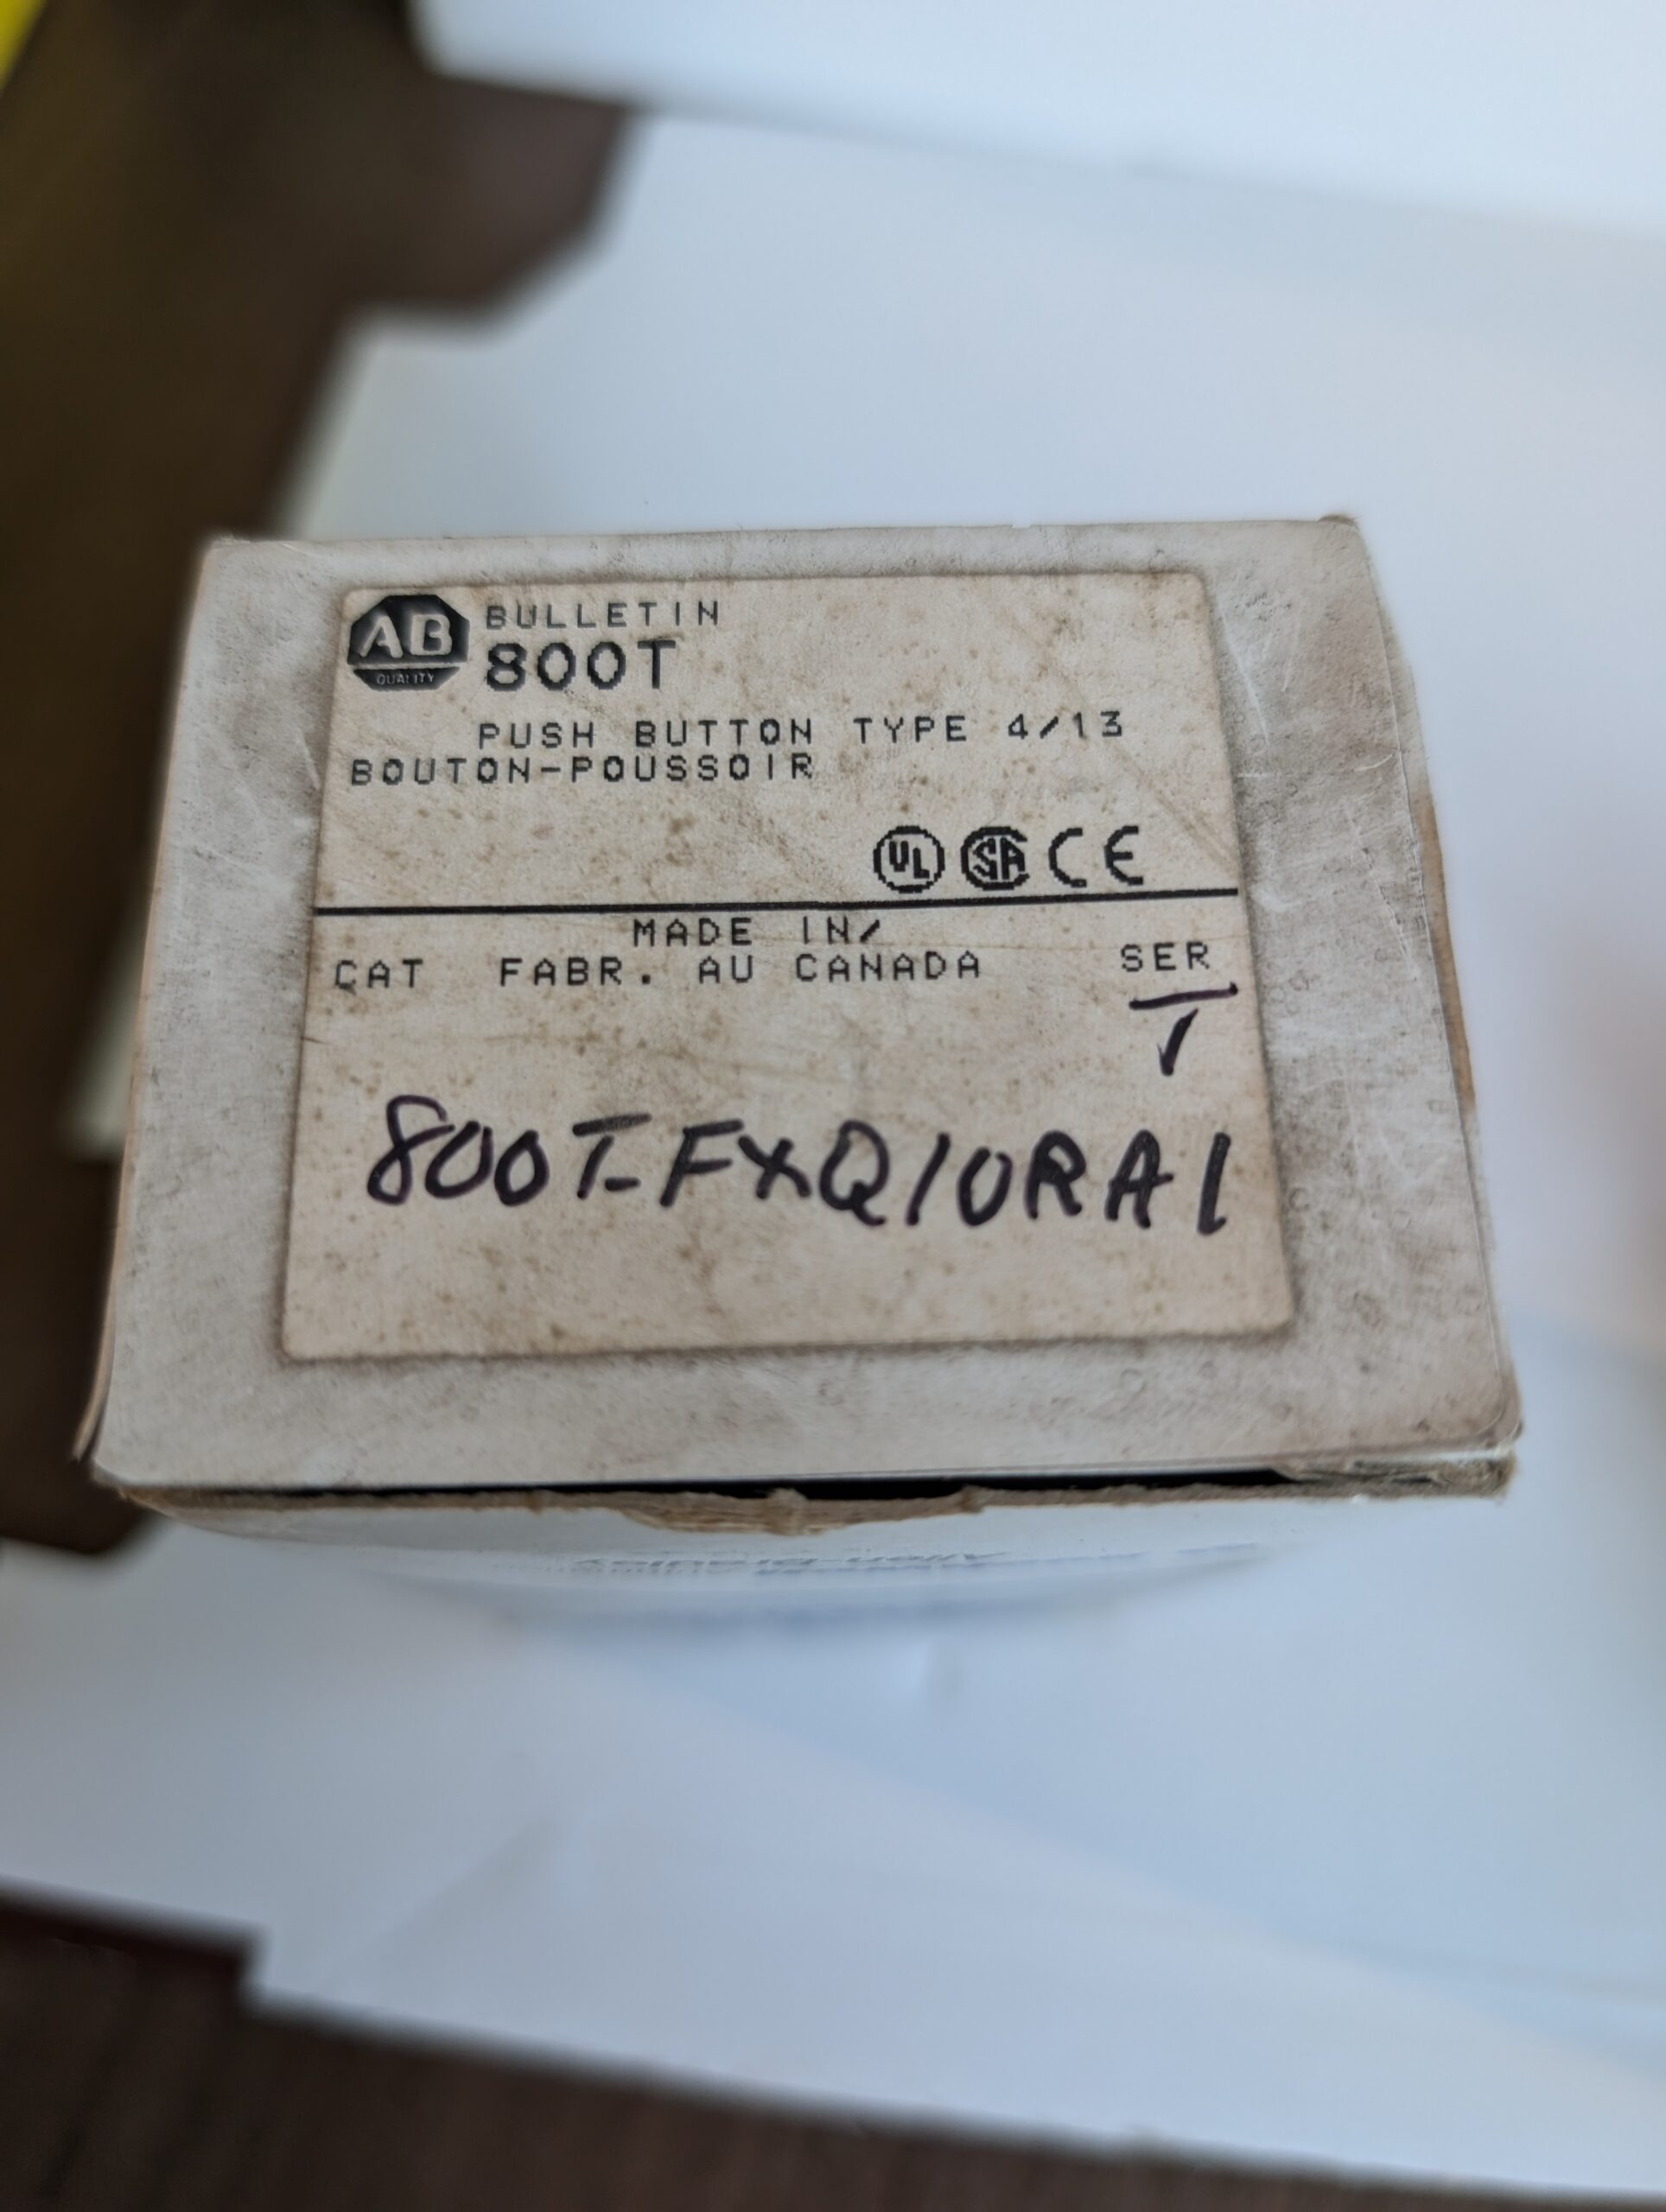 AB
QUALITY
BULLETIN
800T
PUSH BUTTON TYPE 4/13
BOUTON-POUSSOIR
UL SA CE
MADE IN/
CAT FABR. AU CANADA SER
T
800T-FXQ10RA1